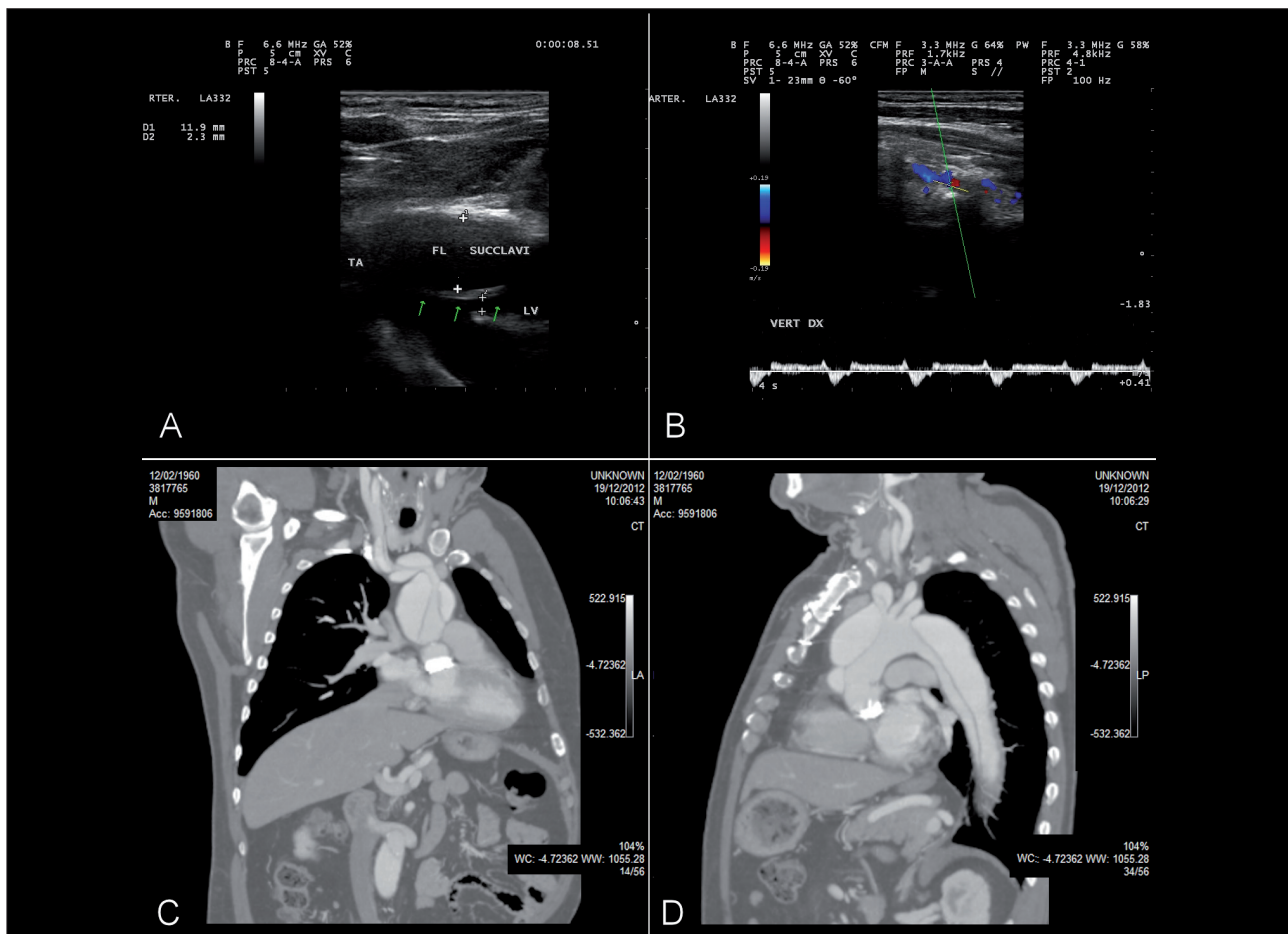 B F 6.6 MHz GA 52%
P 5 cm XV C
PRC 8-4-A PRS 6
PST 5
0:00:08.51
RTER. LA332
D1 11.9 mm
D2 2.3 mm
FL SUCCLAVI
TA
LV
A
B F 6.6 MHz GA 52% CFM F 3.3 MHz G 64% PW F 3.3 MHz G 58%
P 5 cm XV C PRF 1.7kHz PRF 4.8kHz
PRC 8-4-A PRS 6 PRC 3-A-A PRS 4 PRC 4-1
PST 5 FP M S // PST 2
SV 1- 23mm θ -60° FP 100 Hz
ARTER. LA332
+0.19
-0.19
m/s
-1.83
VERT DX
4 s
+0.41
B
12/02/1960
3817765
M
Acc: 9591806
UNKNOWN
19/12/2012
10:06:43
CT
522.915
-4.72362
LA
-532.362
104%
WC: -4.72362 WW: 1055.28
14/56
C
12/02/1960
3817765
M
Acc: 9591806
UNKNOWN
19/12/2012
10:06:29
CT
522.915
-4.72362
LP
-532.362
104%
WC: -4.72362 WW: 1055.28
34/56
D